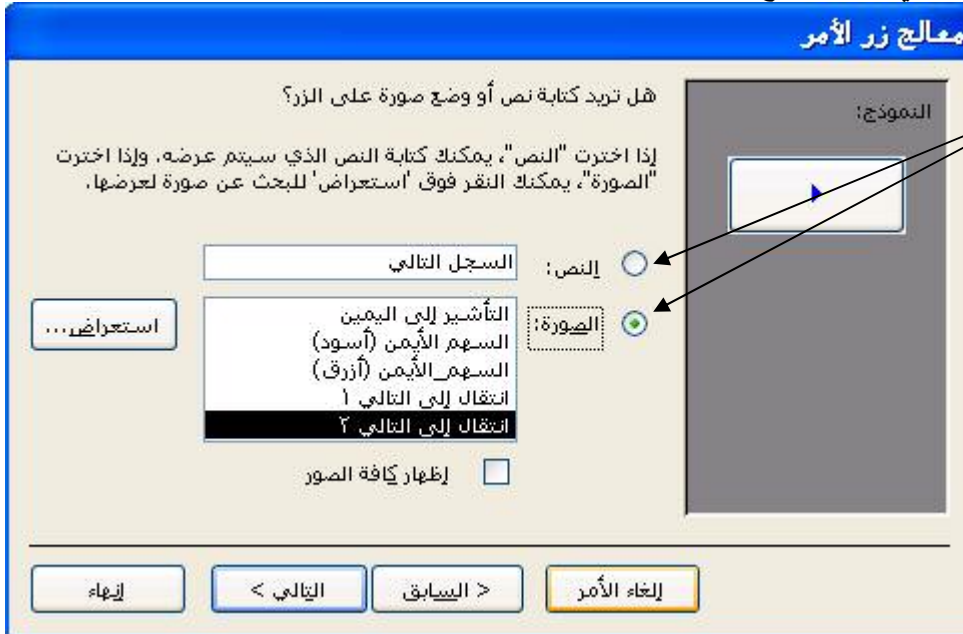 معالج زر الأمر
النموذج:
هل تريد كتابة نص أو وضع صورة على الزر؟
إذا اخترت "النص"، يمكنك كتابة النص الذي سيتم عرضه. وإذا اخترت
"الصورة"، يمكنك النقر فوق 'استعراض' للبحث عن صورة لعرضها.
النص:
السجل التالي
الصورة:
التأشير إلى اليمين
السهم الأيمن (أسود)
السهم_الأيمن (أزرق)
انتقال إلى التالي ١
انتقال إلى التالي ٢
استعراض...
إظهار كافة الصور
إلغاء الأمر
< السابق
التالي >
إنهاء